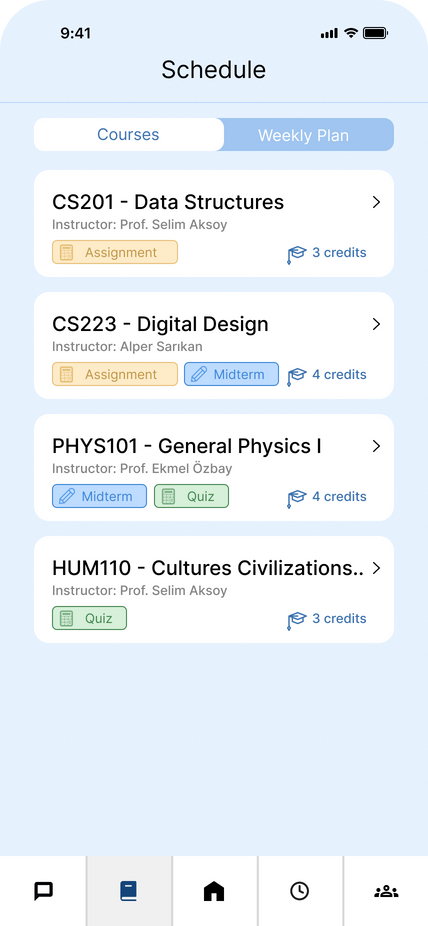 9:41
Schedule
Courses
Weekly Plan
CS201 - Data Structures
Instructor: Prof. Selim Aksoy
Assignment
3 credits
CS223 - Digital Design
Instructor: Alper Sarıkan
Assignment
Midterm
4 credits
PHYS101 - General Physics I
Instructor: Prof. Ekmel Özbay
Midterm
Quiz
4 credits
HUM110 - Cultures Civilizations..
Instructor: Prof. Selim Aksoy
Quiz
3 credits